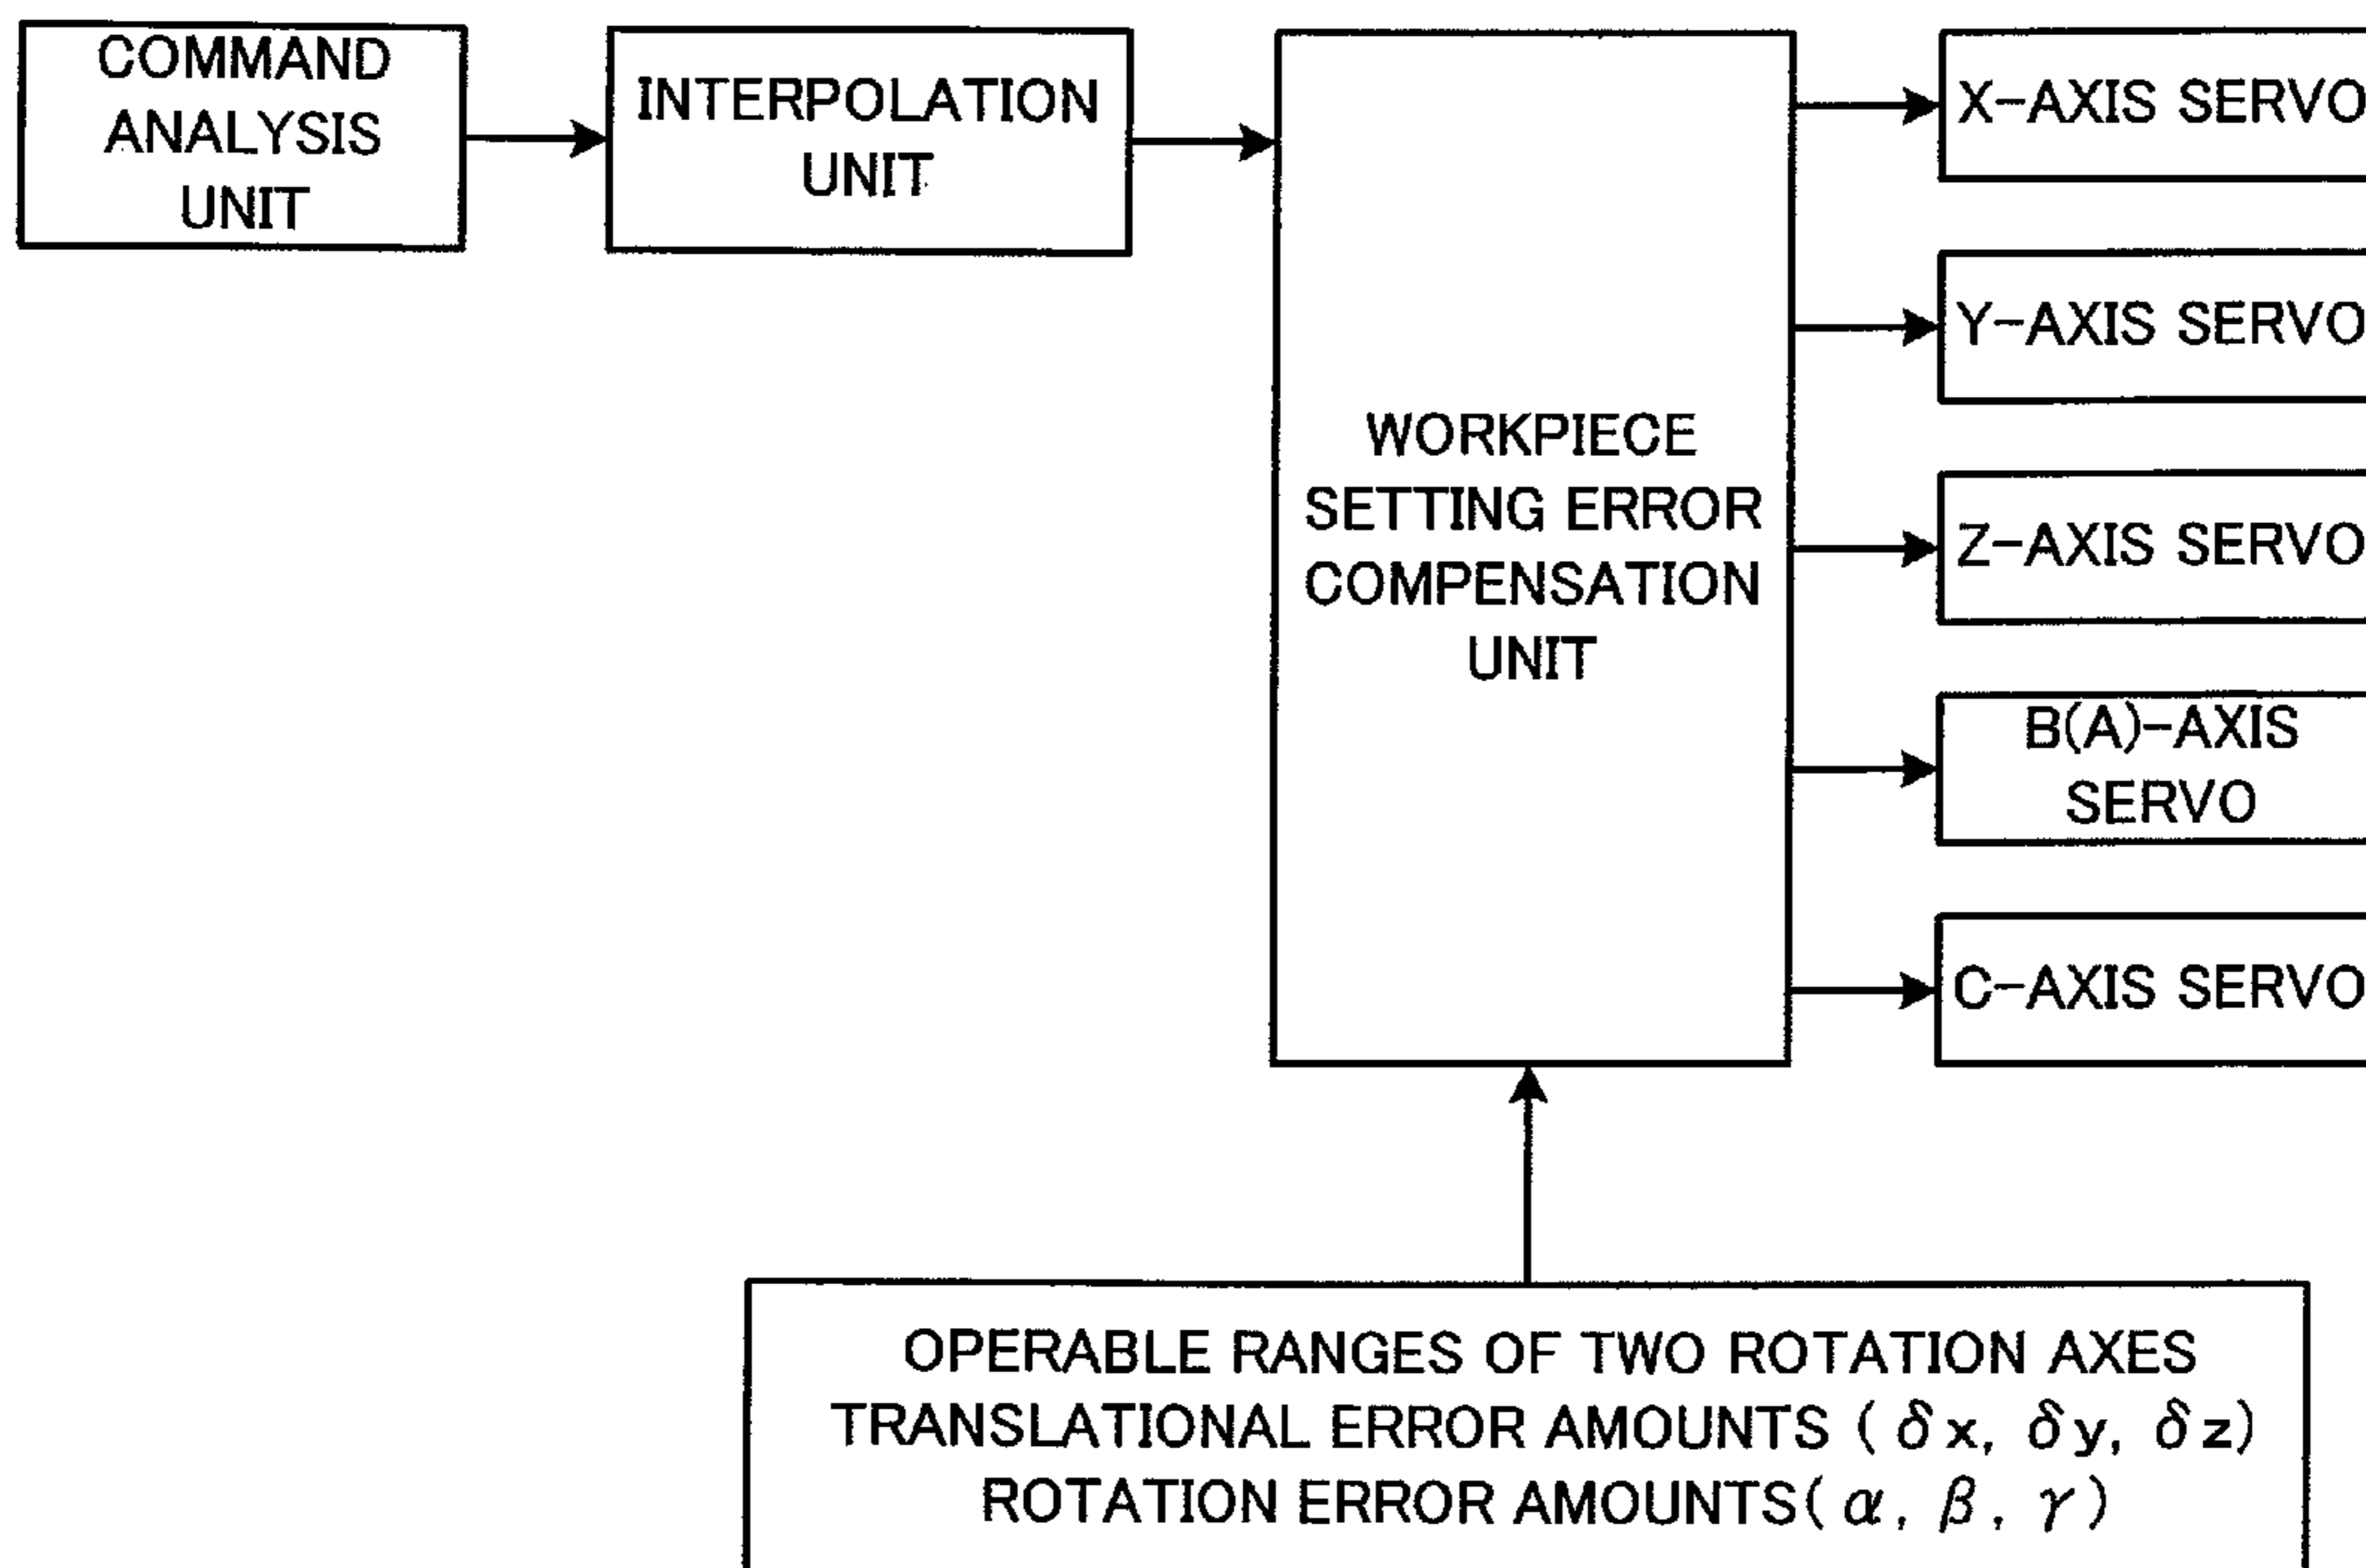 COMMAND
ANALYSIS
UNIT
INTERPOLATION
UNIT
WORKPIECE
SETTING ERROR
COMPENSATION
UNIT
X-AXIS SERVO
Y-AXIS SERVO
Z-AXIS SERVO
B(A)-AXIS
SERVO
C-AXIS SERVO
OPERABLE RANGES OF TWO ROTATION AXES
TRANSLATIONAL ERROR AMOUNTS ( δx, δy, δz)
ROTATION ERROR AMOUNTS( α, β, γ )